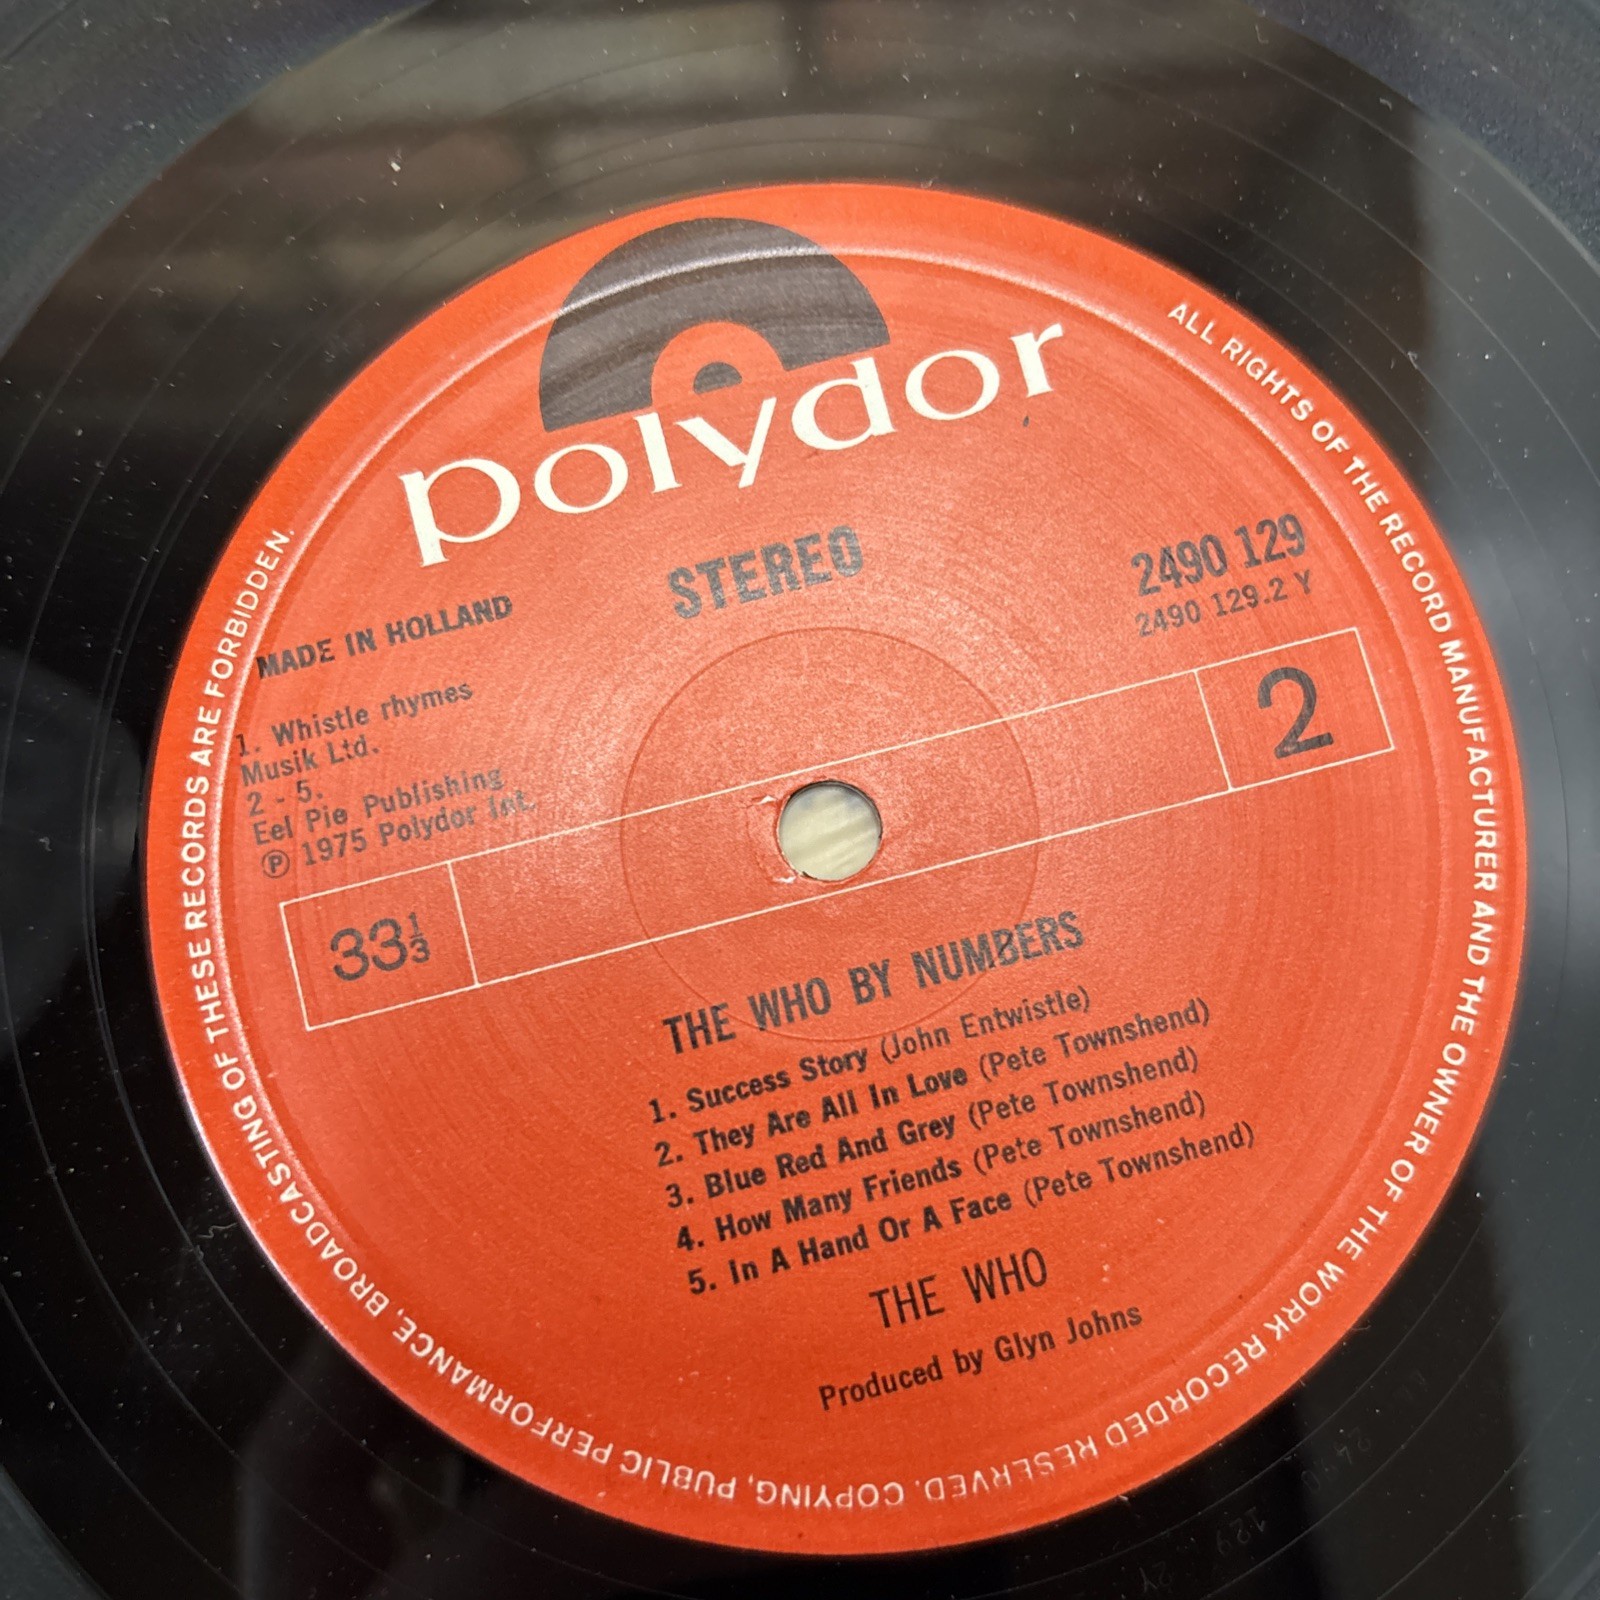 polydor
STEREO
MADE IN HOLLAND
2490 129
2490 129.2 Y
1. Whistle rhymes
Musik Ltd.
2 - 5.
Eel Pie Publishing
℗ 1975 Polydor Int.
2
33⅓
THE WHO BY NUMBERS
1. Success Story (John Entwistle)
2. They Are All In Love (Pete Townshend)
3. Blue Red And Grey (Pete Townshend)
4. How Many Friends (Pete Townshend)
5. In A Hand Or A Face (Pete Townshend)
THE WHO
Produced by Glyn Johns
ALL RIGHTS OF THE RECORD MANUFACTURER AND THE OWNER OF THE WORK RECORDED RESERVED. COPYING, PUBLIC PERFORMANCE, BROADCASTING OF THESE RECORDS ARE FORBIDDEN.